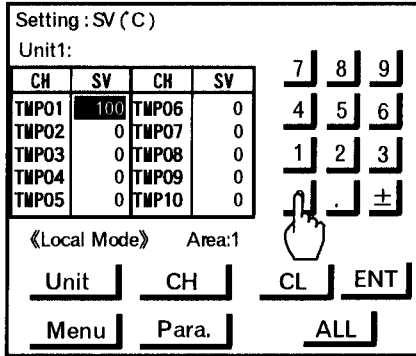 Setting : SV (°C)
Unit1:
CH SV CH SV
TMP01 100 TMP06 0
TMP02 0 TMP07 0
TMP03 0 TMP08 0
TMP04 0 TMP09 0
TMP05 0 TMP10 0
7 8 9
4 5 6
1 2 3
. ±
《Local Mode》 Area:1
Unit CH CL ENT
Menu Para. ALL